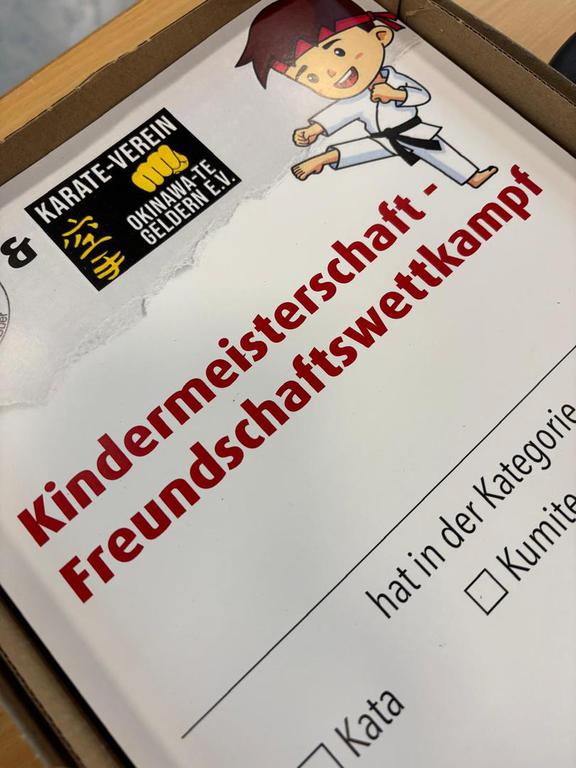 &
KARATE-VEREIN
空手
OKINAWA-TE
GELDERN E.V.
Kindermeisterschaft -
Freundschaftswettkampf
hat in der Kategorie
Kata
Kumite